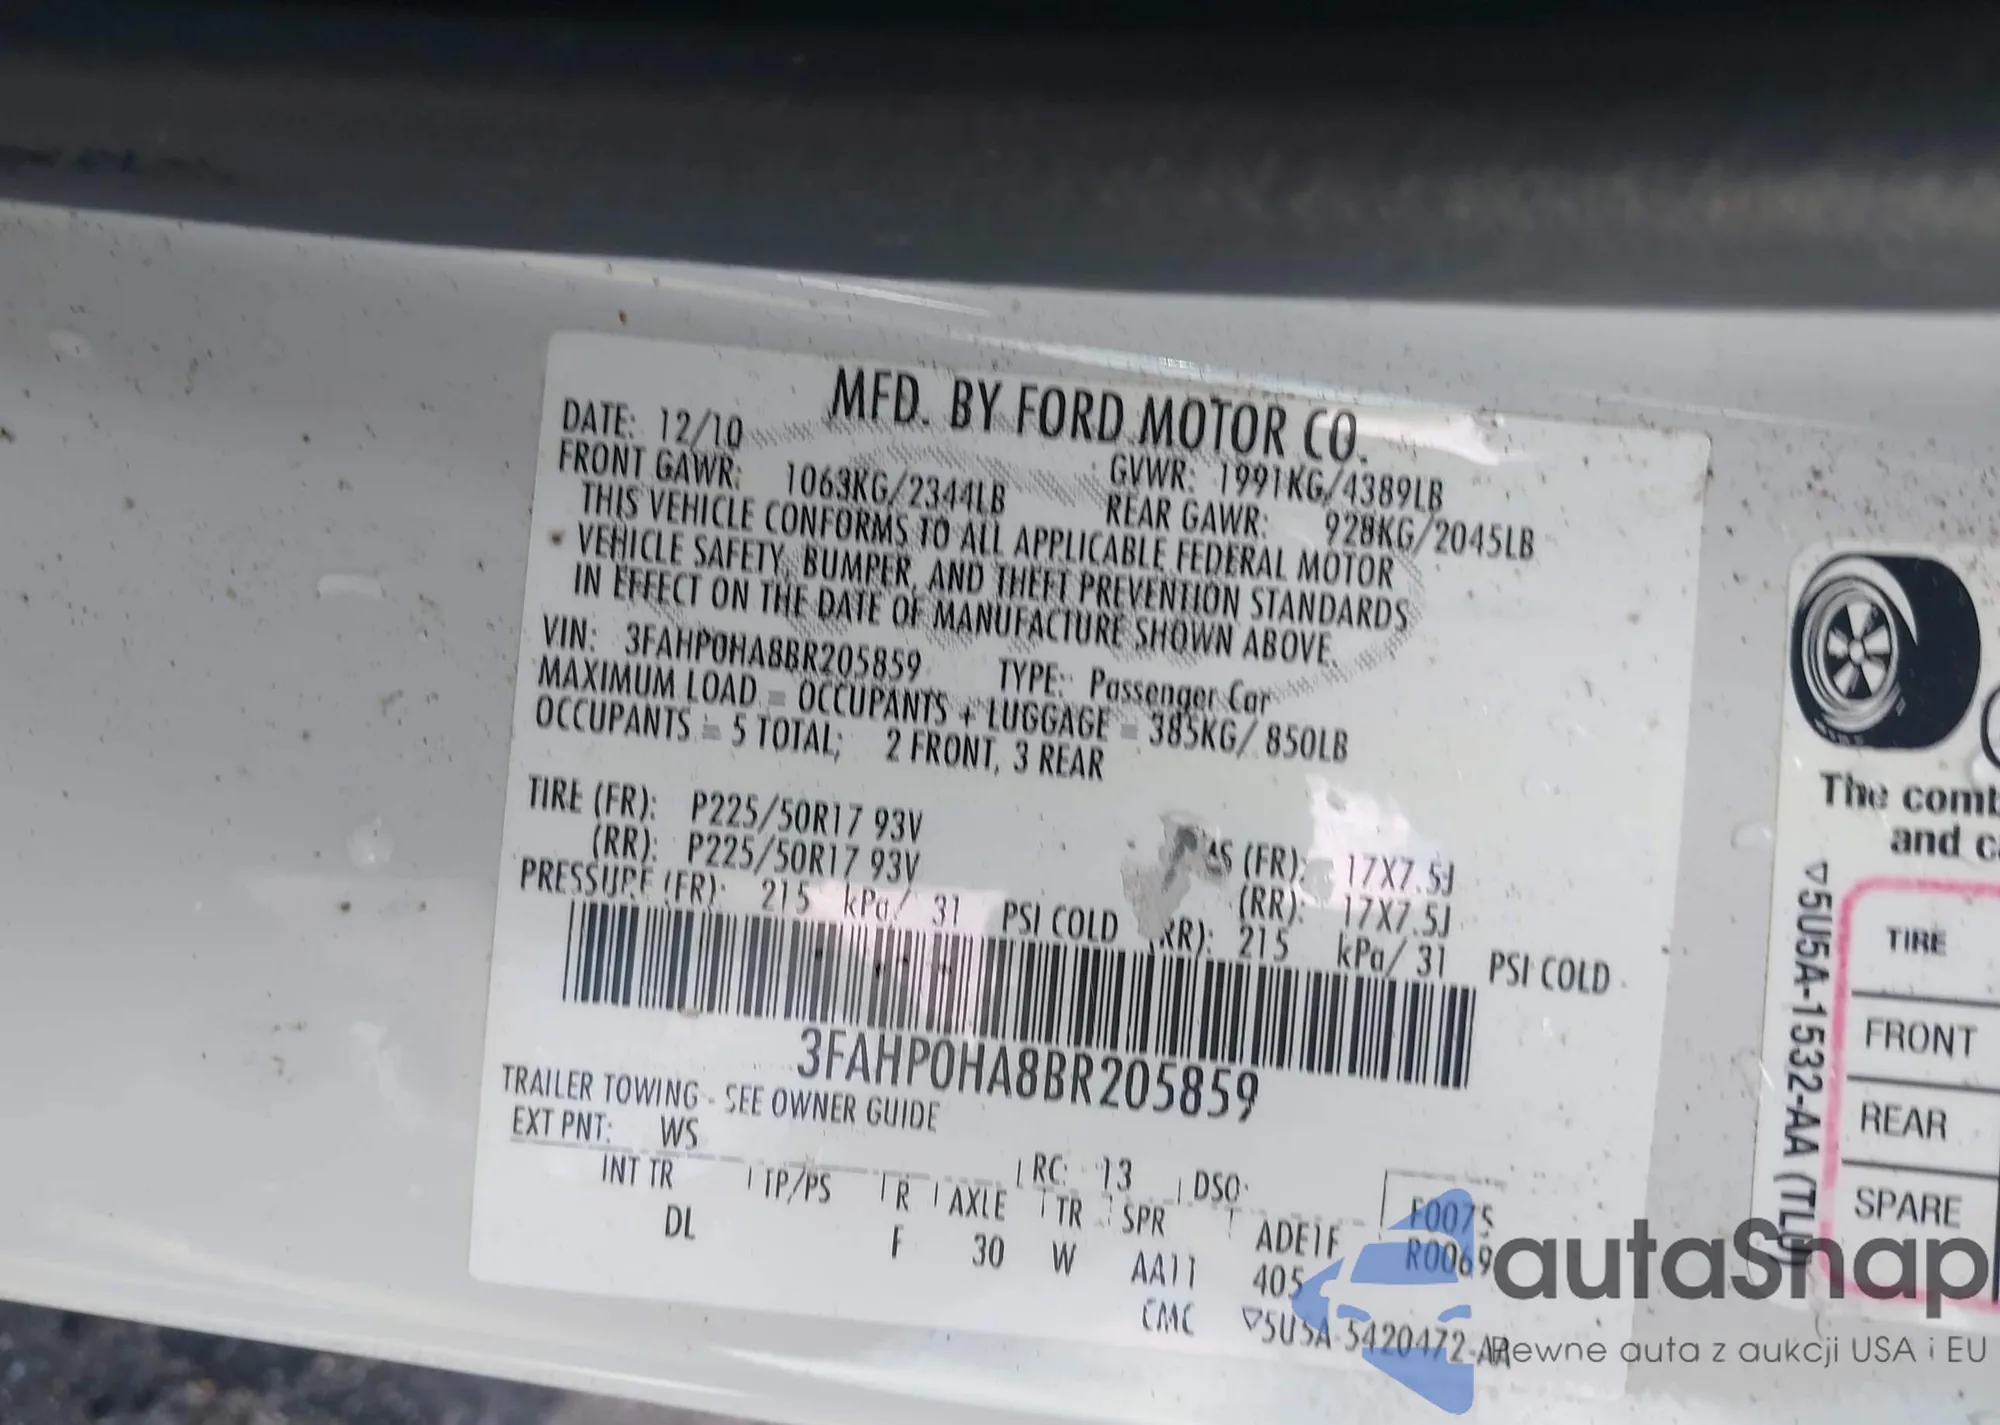 MFD. BY FORD MOTOR CO.
DATE: 12/10
GVWR: 1991KG/4389LB
FRONT GAWR: 1063KG/2344LB
REAR GAWR: 928KG/2045LB
THIS VEHICLE CONFORMS TO ALL APPLICABLE FEDERAL MOTOR
VEHICLE SAFETY, BUMPER, AND THEFT PREVENTION STANDARDS
IN EFFECT ON THE DATE OF MANUFACTURE SHOWN ABOVE.
VIN: 3FAHP0HA8BR205859 TYPE: Passenger Car
MAXIMUM LOAD = OCCUPANTS + LUGGAGE = 385KG/ 850LB
OCCUPANTS = 5 TOTAL; 2 FRONT, 3 REAR
TIRE (FR): P225/50R17 93V (FR): 17X7.5J
(RR): P225/50R17 93V (RR): 17X7.5J
PRESSURE (FR): 215 kPa/ 31 PSI COLD (RR): 215 kPa/ 31 PSI COLD
3FAHP0HA8BR205859
TRAILER TOWING - SEE OWNER GUIDE
EXT PNT: WS RC: 13 DSO:
INT TR TP/PS R AXLE TR SPR ADE1F F0075
DL F 30 W AA11 405 R0069
CMC ▽5U5A-5420472-AA
The comb
and ca
▽5U5A-1532-AA (TLU)
TIRE
FRONT
REAR
SPARE
autaSnap
Pewne auta z aukcji USA i EU